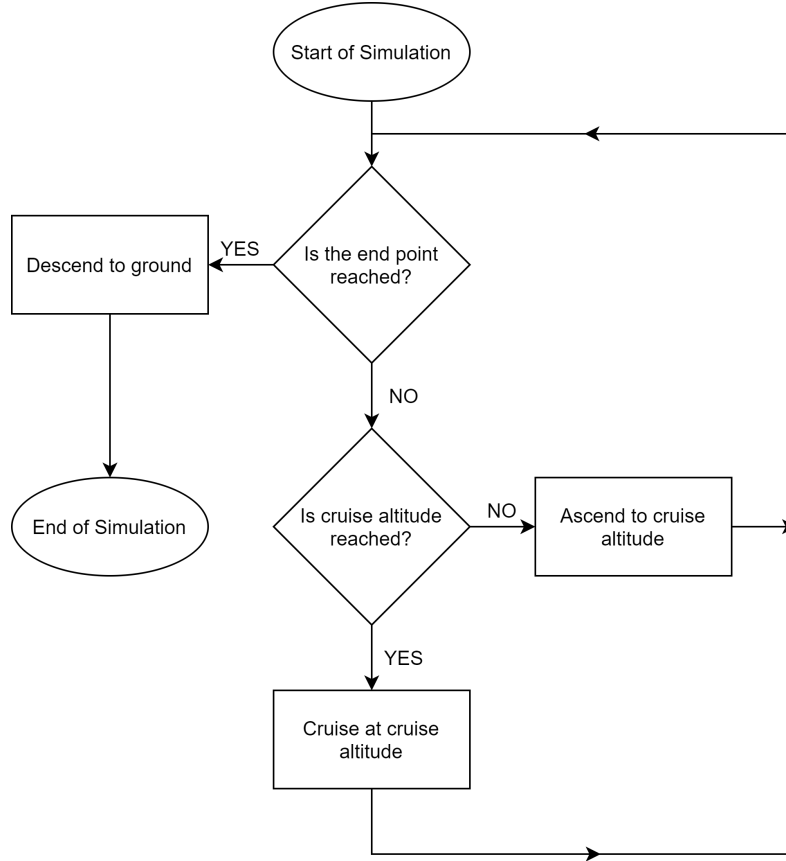 Start of Simulation
Is the end point
reached?
YES
Descend to ground
NO
End of Simulation
Is cruise altitude
reached?
NO
Ascend to cruise
altitude
YES
Cruise at cruise
altitude